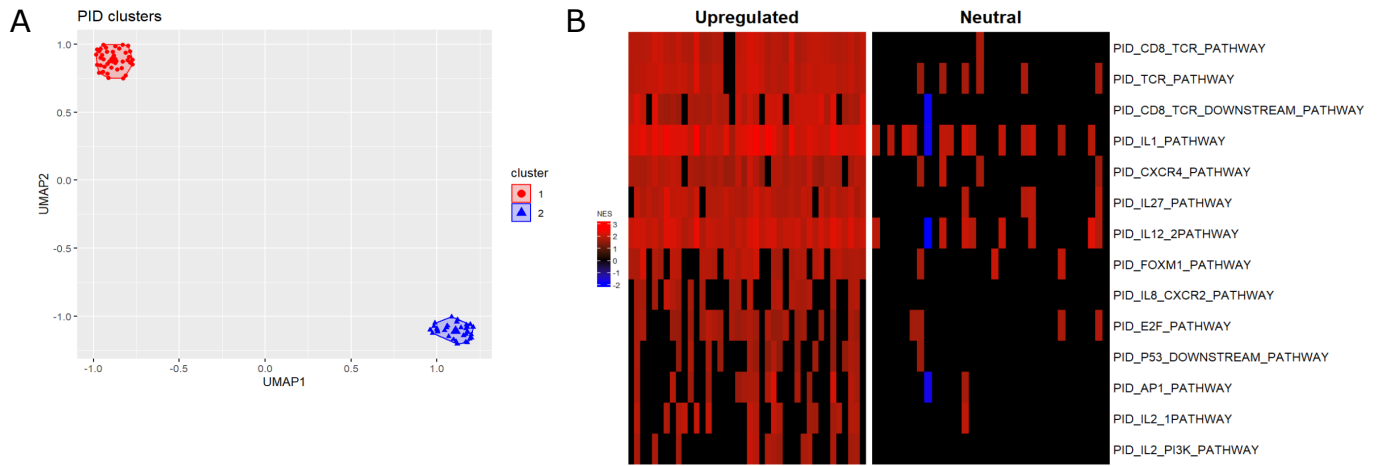 A
PID clusters
1.0
0.5
0.0
-0.5
-1.0
UMAP2
-1.0
-0.5
0.0
0.5
1.0
UMAP1
cluster
1
2
B
Upregulated
Neutral
NES
3
2
1
0
-1
-2
PID_CD8_TCR_PATHWAY
PID_TCR_PATHWAY
PID_CD8_TCR_DOWNSTREAM_PATHWAY
PID_IL1_PATHWAY
PID_CXCR4_PATHWAY
PID_IL27_PATHWAY
PID_IL12_2PATHWAY
PID_FOXM1_PATHWAY
PID_IL8_CXCR2_PATHWAY
PID_E2F_PATHWAY
PID_P53_DOWNSTREAM_PATHWAY
PID_AP1_PATHWAY
PID_IL2_1PATHWAY
PID_IL2_PI3K_PATHWAY